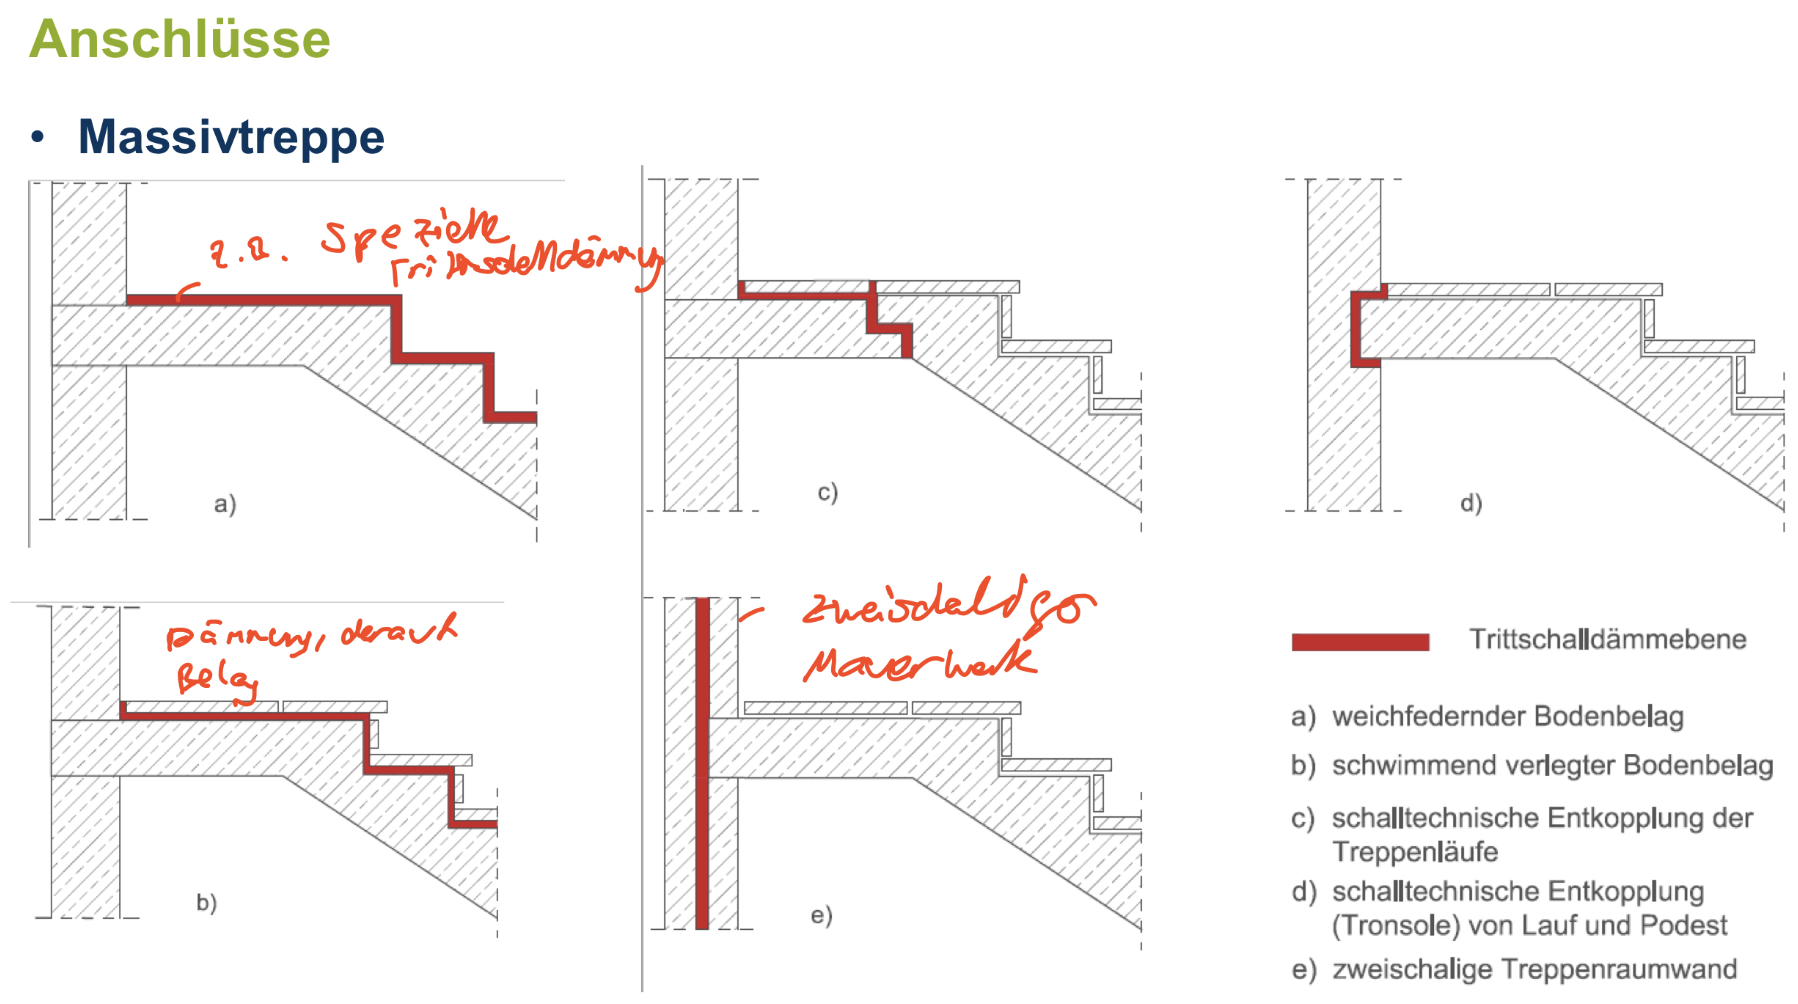 Anschlüsse
• Massivtreppe
z.B. Spezielle
Trittschalldämmung
a)
c)
d)
Dämmung, darauf
Belag
b)
zweischaliges
Mauerwerk
e)
Trittschalldämmebene
a) weichfedernder Bodenbelag
b) schwimmend verlegter Bodenbelag
c) schalltechnische Entkopplung der
Treppenläufe
d) schalltechnische Entkopplung
(Tronsole) von Lauf und Podest
e) zweischalige Treppenraumwand